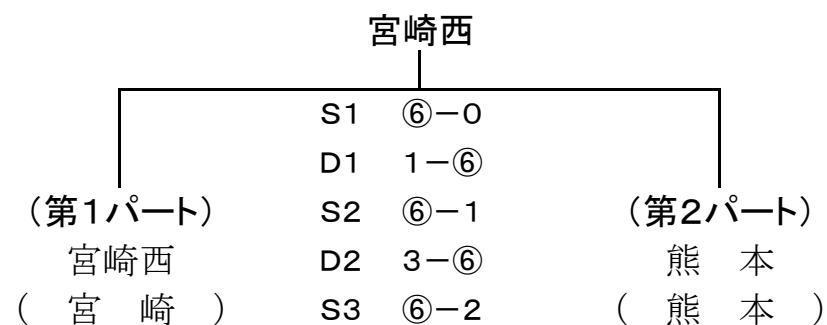 宮崎西
S1 ⑥－0
D1 1－⑥
(第1パート) S2 ⑥－1 (第2パート)
宮崎西 D2 3－⑥ 熊 本
( 宮 崎 ) S3 ⑥－2 ( 熊 本 )